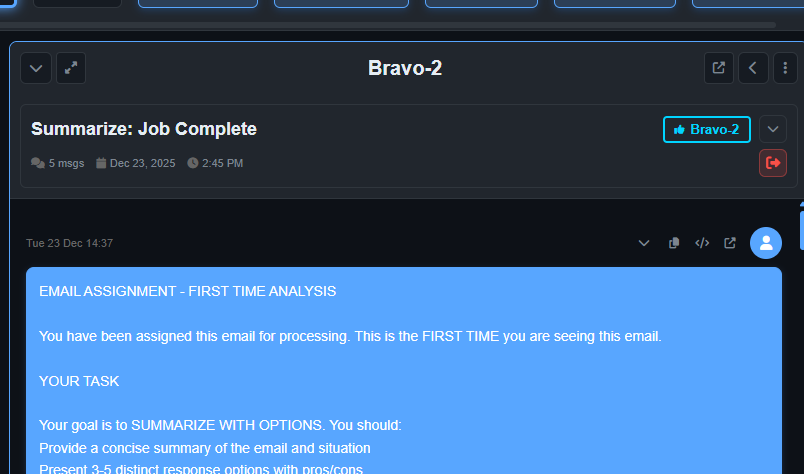 Bravo-2
Summarize: Job Complete
Bravo-2
5 msgs Dec 23, 2025 2:45 PM
Tue 23 Dec 14:37
EMAIL ASSIGNMENT - FIRST TIME ANALYSIS
You have been assigned this email for processing. This is the FIRST TIME you are seeing this email.
YOUR TASK
Your goal is to SUMMARIZE WITH OPTIONS. You should:
Provide a concise summary of the email and situation
Present 3-5 distinct response options with pros/cons